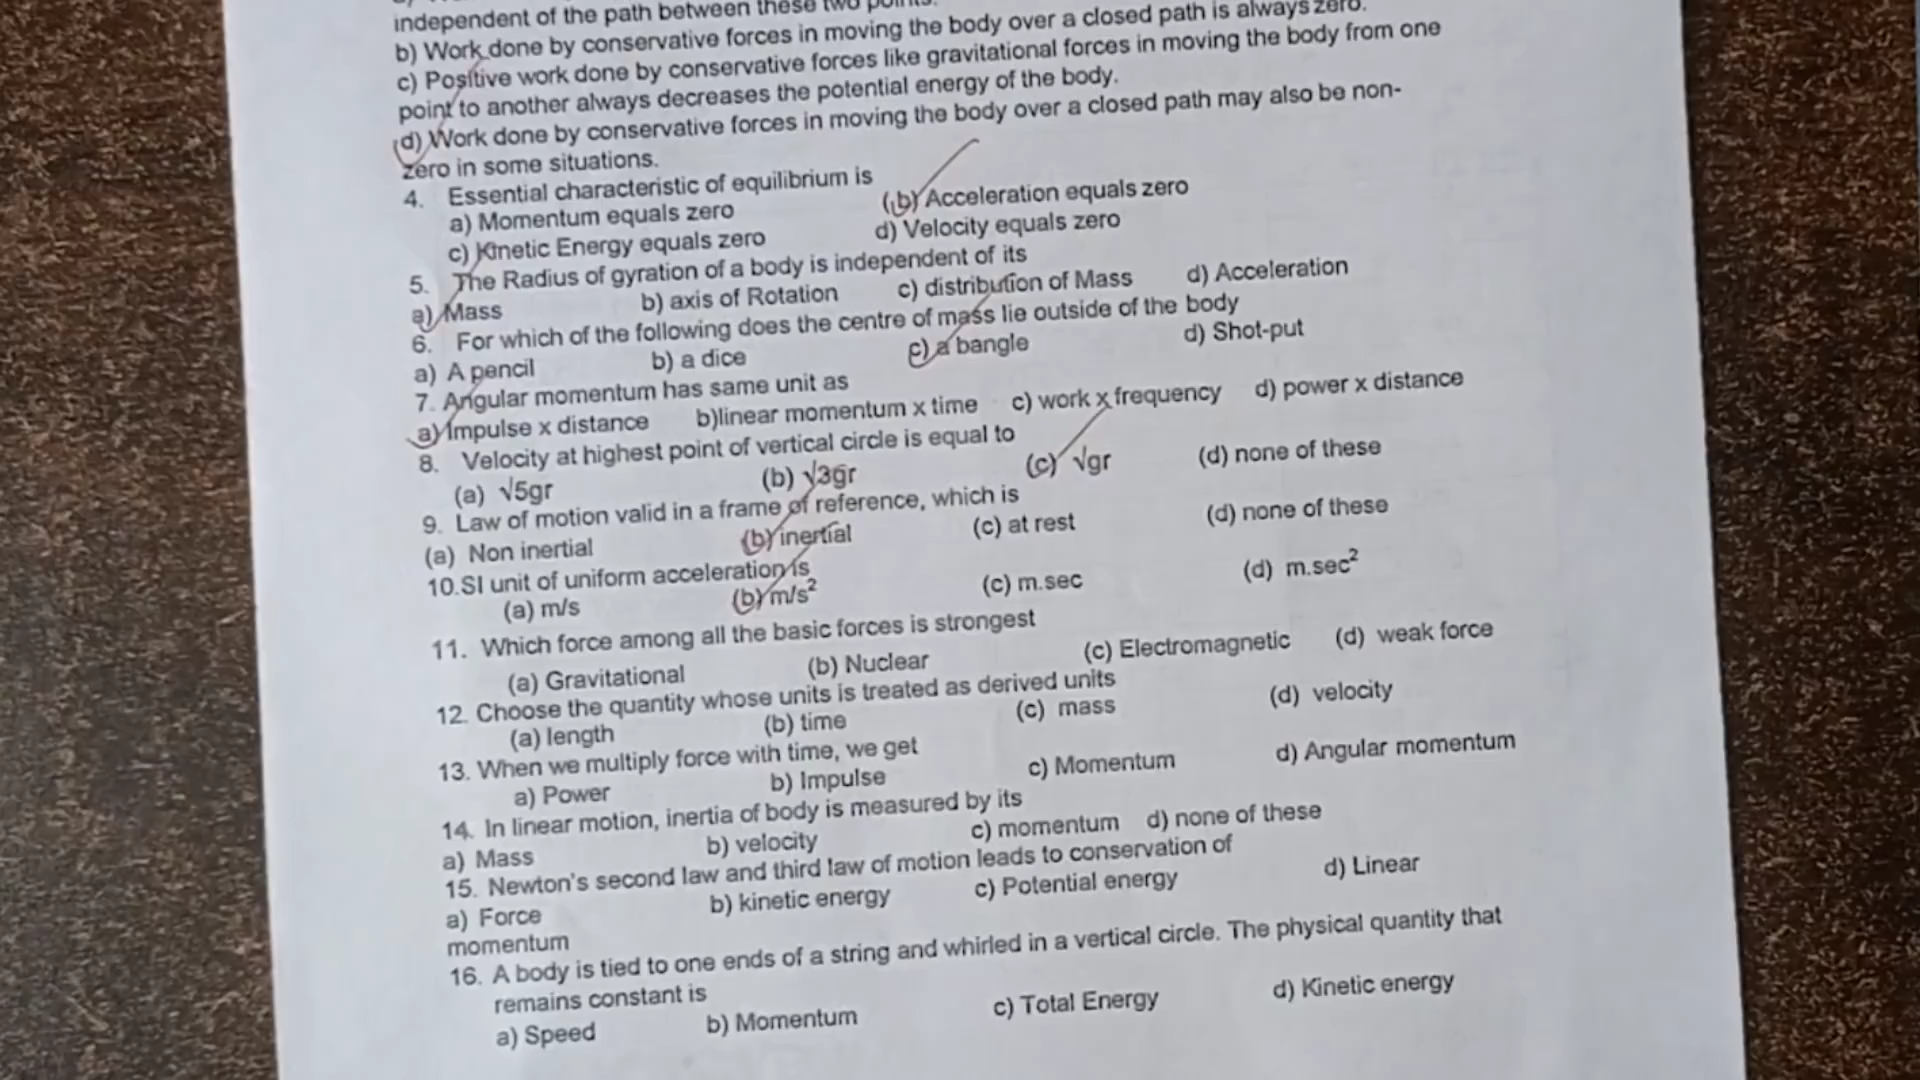 independent of the path between these two points.
b) Work done by conservative forces in moving the body over a closed path is always zero.
c) Positive work done by conservative forces like gravitational forces in moving the body from one
point to another always decreases the potential energy of the body.
d) Work done by conservative forces in moving the body over a closed path may also be non-
zero in some situations.
4. Essential characteristic of equilibrium is
a) Momentum equals zero (b) Acceleration equals zero
c) Kinetic Energy equals zero d) Velocity equals zero
5. The Radius of gyration of a body is independent of its
a) Mass b) axis of Rotation c) distribution of Mass d) Acceleration
6. For which of the following does the centre of mass lie outside of the body
a) A pencil b) a dice c) a bangle d) Shot-put
7. Angular momentum has same unit as
a) Impulse x distance b)linear momentum x time c) work x frequency d) power x distance
8. Velocity at highest point of vertical circle is equal to
(a) √5gr (b) √3gr (c) √gr (d) none of these
9. Law of motion valid in a frame of reference, which is
(a) Non inertial (b) inertial (c) at rest (d) none of these
10.SI unit of uniform acceleration is
(a) m/s (b) m/s² (c) m.sec (d) m.sec²
11. Which force among all the basic forces is strongest
(a) Gravitational (b) Nuclear (c) Electromagnetic (d) weak force
12. Choose the quantity whose units is treated as derived units
(a) length (b) time (c) mass (d) velocity
13. When we multiply force with time, we get
a) Power b) Impulse c) Momentum d) Angular momentum
14. In linear motion, inertia of body is measured by its
a) Mass b) velocity c) momentum d) none of these
15. Newton's second law and third law of motion leads to conservation of
a) Force b) kinetic energy c) Potential energy d) Linear
momentum
16. A body is tied to one ends of a string and whirled in a vertical circle. The physical quantity that
remains constant is
a) Speed b) Momentum c) Total Energy d) Kinetic energy